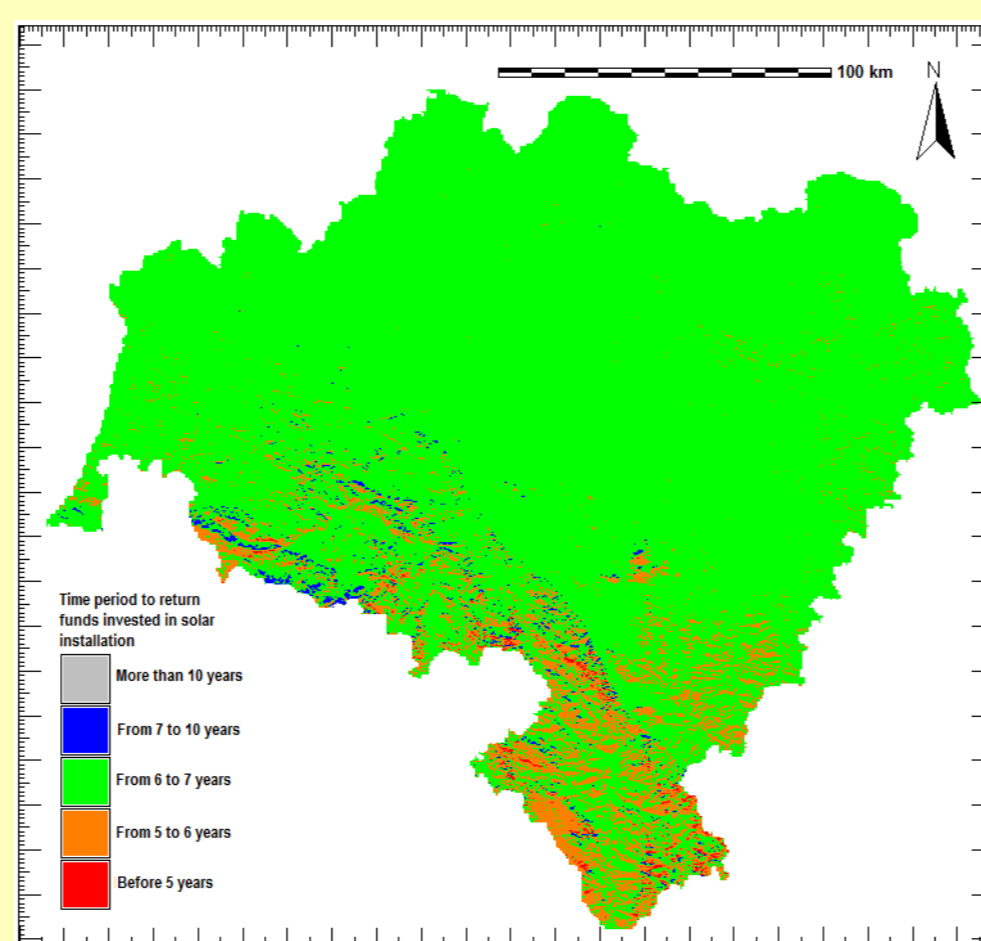 100 km
N
Time period to return
funds invested in solar
installation
More than 10 years
From 7 to 10 years
From 6 to 7 years
From 5 to 6 years
Before 5 years